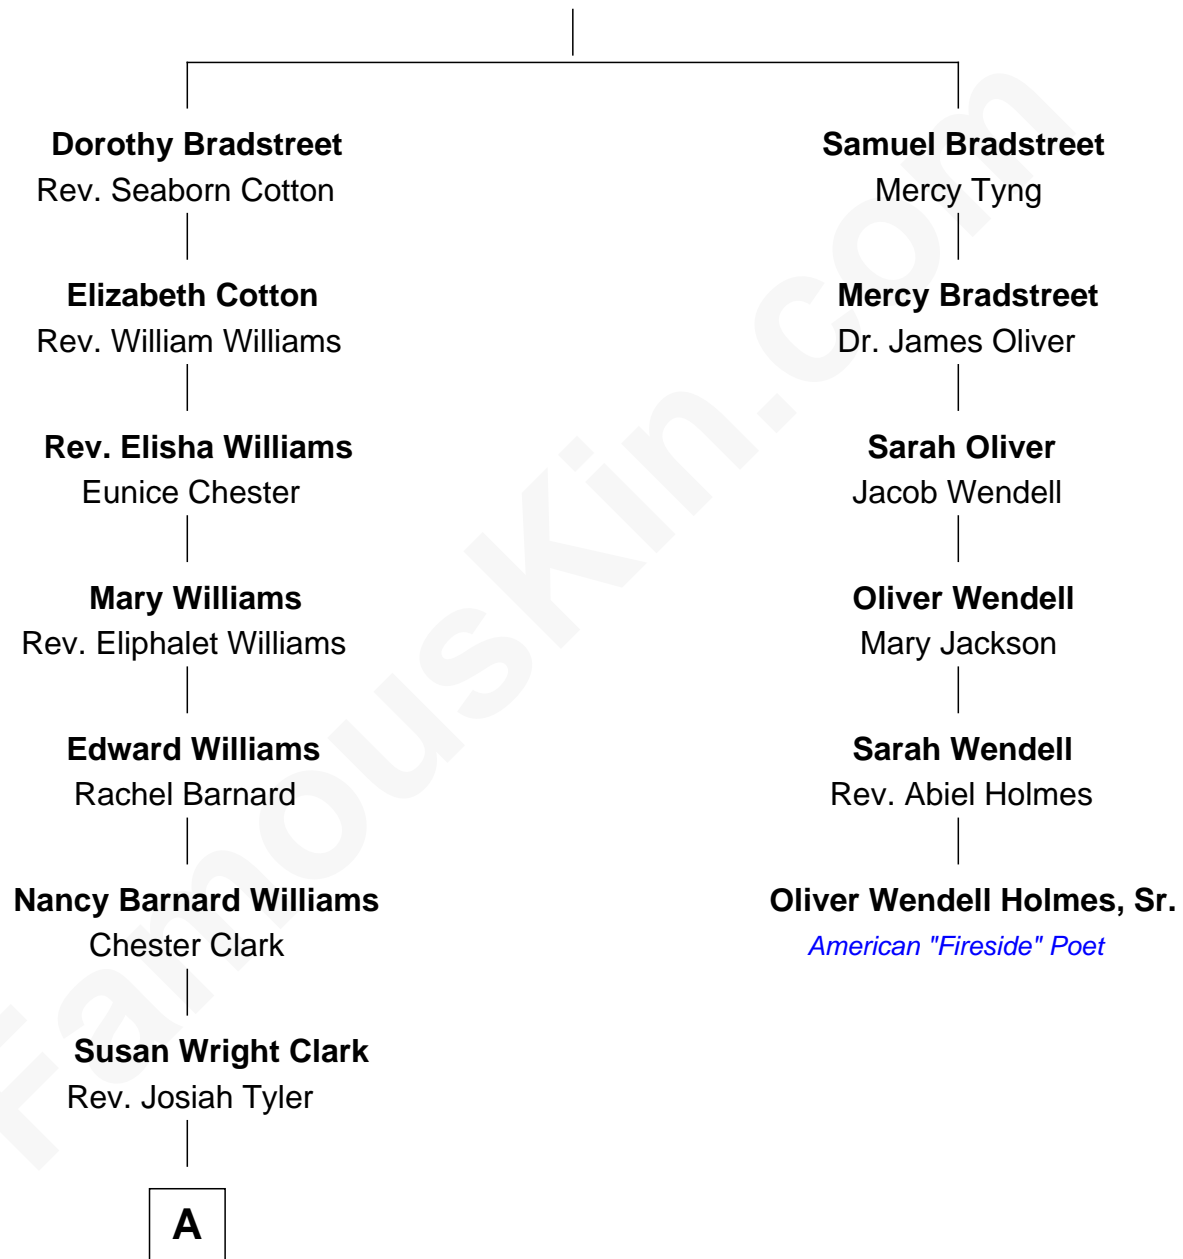 Dorothy Bradstreet
Rev. Seaborn Cotton
Elizabeth Cotton
Rev. William Williams
Rev. Elisha Williams
Eunice Chester
Mary Williams
Rev. Eliphalet Williams
Edward Williams
Rachel Barnard
Nancy Barnard Williams
Chester Clark
Susan Wright Clark
Rev. Josiah Tyler
A
Samuel Bradstreet
Mercy Tyng
Mercy Bradstreet
Dr. James Oliver
Sarah Oliver
Jacob Wendell
Oliver Wendell
Mary Jackson
Sarah Wendell
Rev. Abiel Holmes
Oliver Wendell Holmes, Sr.
American "Fireside" Poet
FamousKin.com